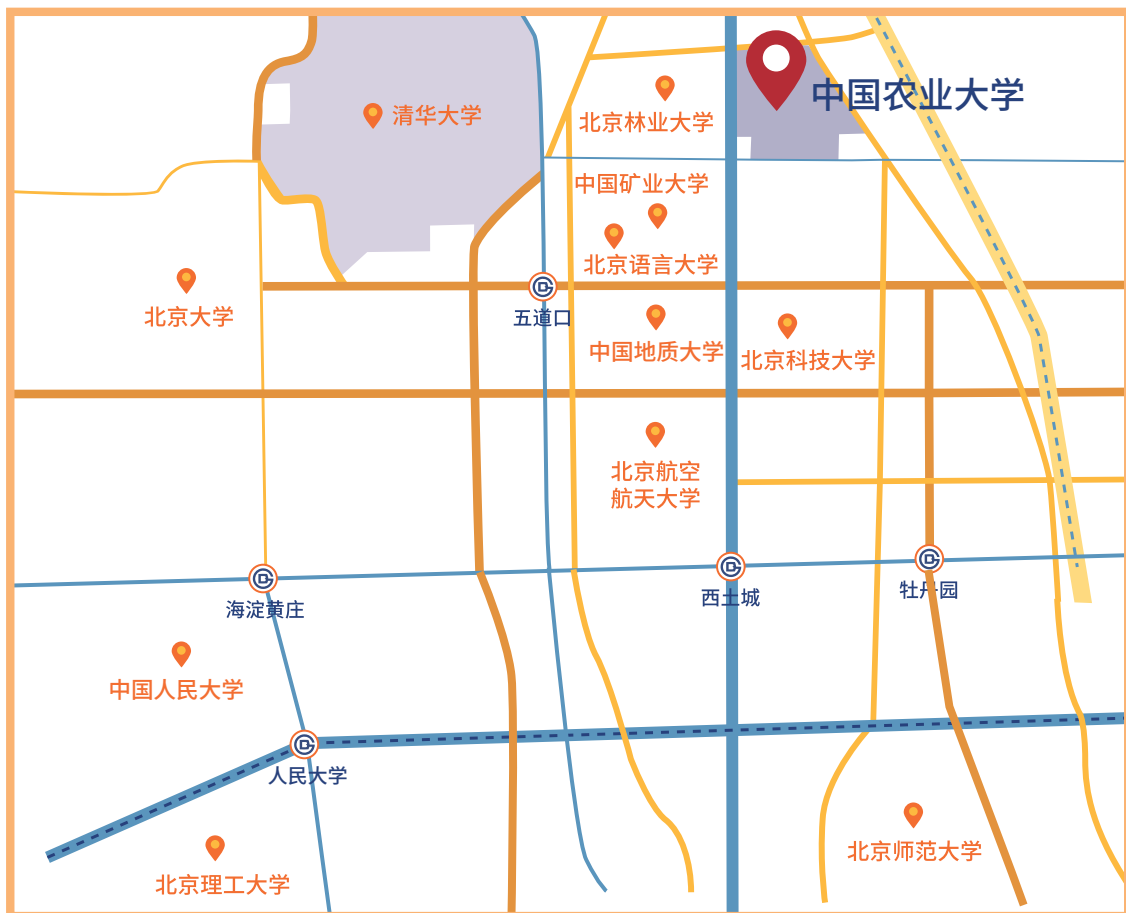 中国农业大学
清华大学
北京林业大学
中国矿业大学
北京语言大学
北京大学
五道口
中国地质大学
北京科技大学
北京航空
航天大学
西土城
牡丹园
海淀黄庄
中国人民大学
人民大学
北京师范大学
北京理工大学